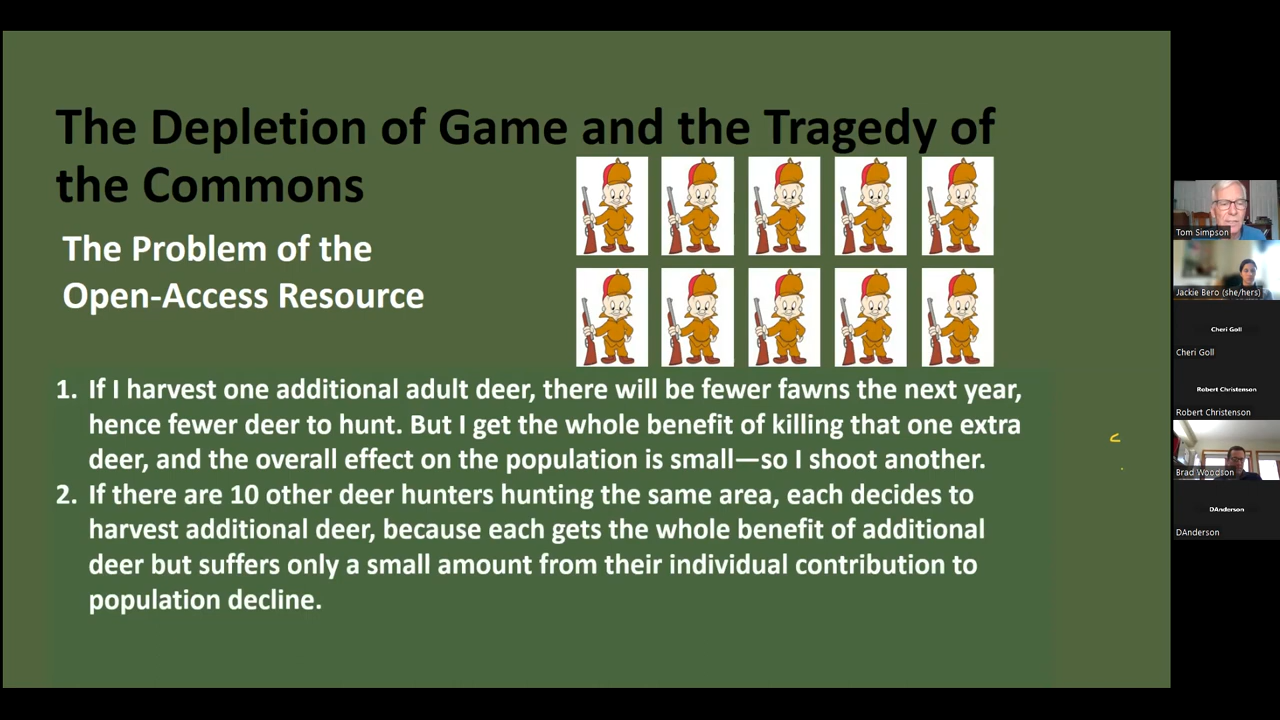 The Depletion of Game and the Tragedy of
the Commons
The Problem of the
Open-Access Resource
1. If I harvest one additional adult deer, there will be fewer fawns the next year,
hence fewer deer to hunt. But I get the whole benefit of killing that one extra
deer, and the overall effect on the population is small—so I shoot another.
2. If there are 10 other deer hunters hunting the same area, each decides to
harvest additional deer, because each gets the whole benefit of additional
deer but suffers only a small amount from their individual contribution to
population decline.
Tom Simpson
Jackie Bero (she/hers)
Cheri Goll
Cheri Goll
Robert Christenson
Robert Christenson
Brad Woodson
DAnderson
DAnderson